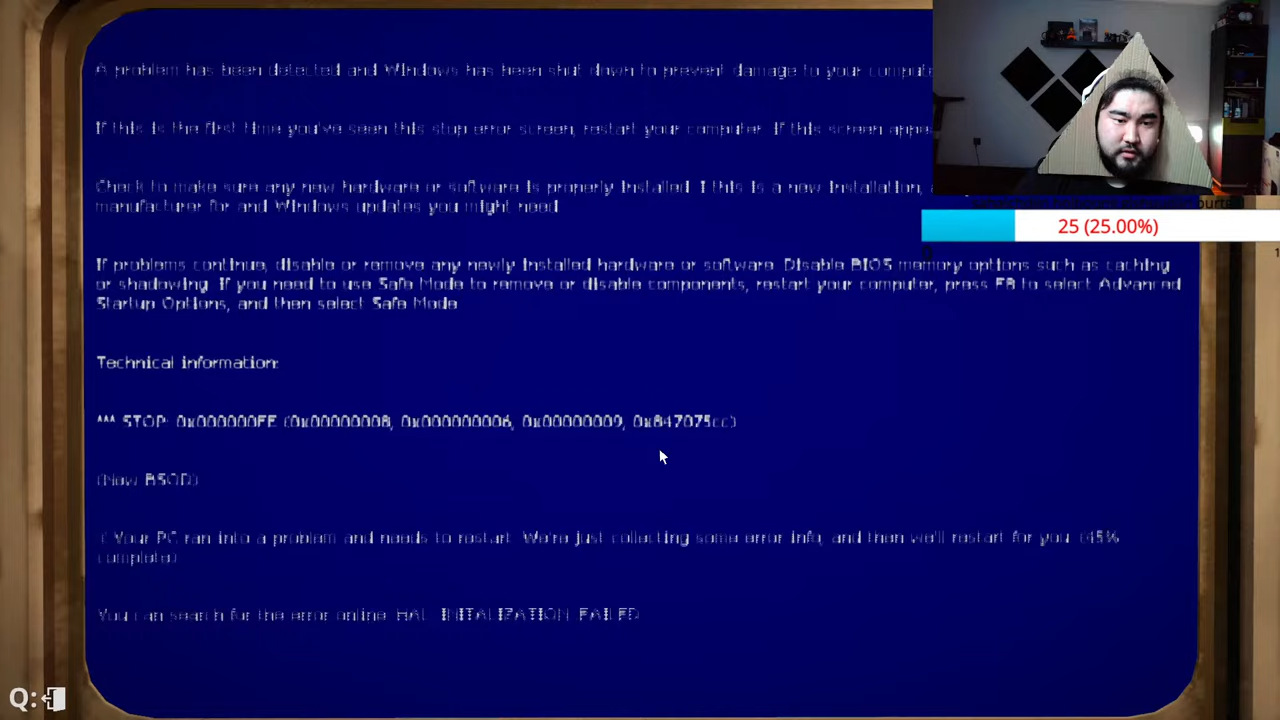 A problem has been detected and Windows has been shut down to prevent damage to your compute
If this is the first time you've seen this stop error screen, restart your computer. If this screen appe
Check to make sure any new hardware or software is properly installed. I this is a new installation,
manufacturer for and Windows updates you might need.
25 (25.00%)
If problems continue, disable or remove any newly installed hardware or software. Disable BIOS memory options such as caching
or shadowing. If you need to use Safe Mode to remove or disable components, restart your computer, press F8 to select Advanced
Startup Options, and then select Safe Mode.
Technical information:
*** STOP: 0x000000FE (0x00000008, 0x000000006, 0x00000009, 0x847075cc)
(New BSOD)
:( Your PC ran into a problem and needs to restart. We're just collecting some error info, and then we'll restart for you. (45%
complete)
You can search for the error online: HAL_INITALIZATION_FAILED
Q: